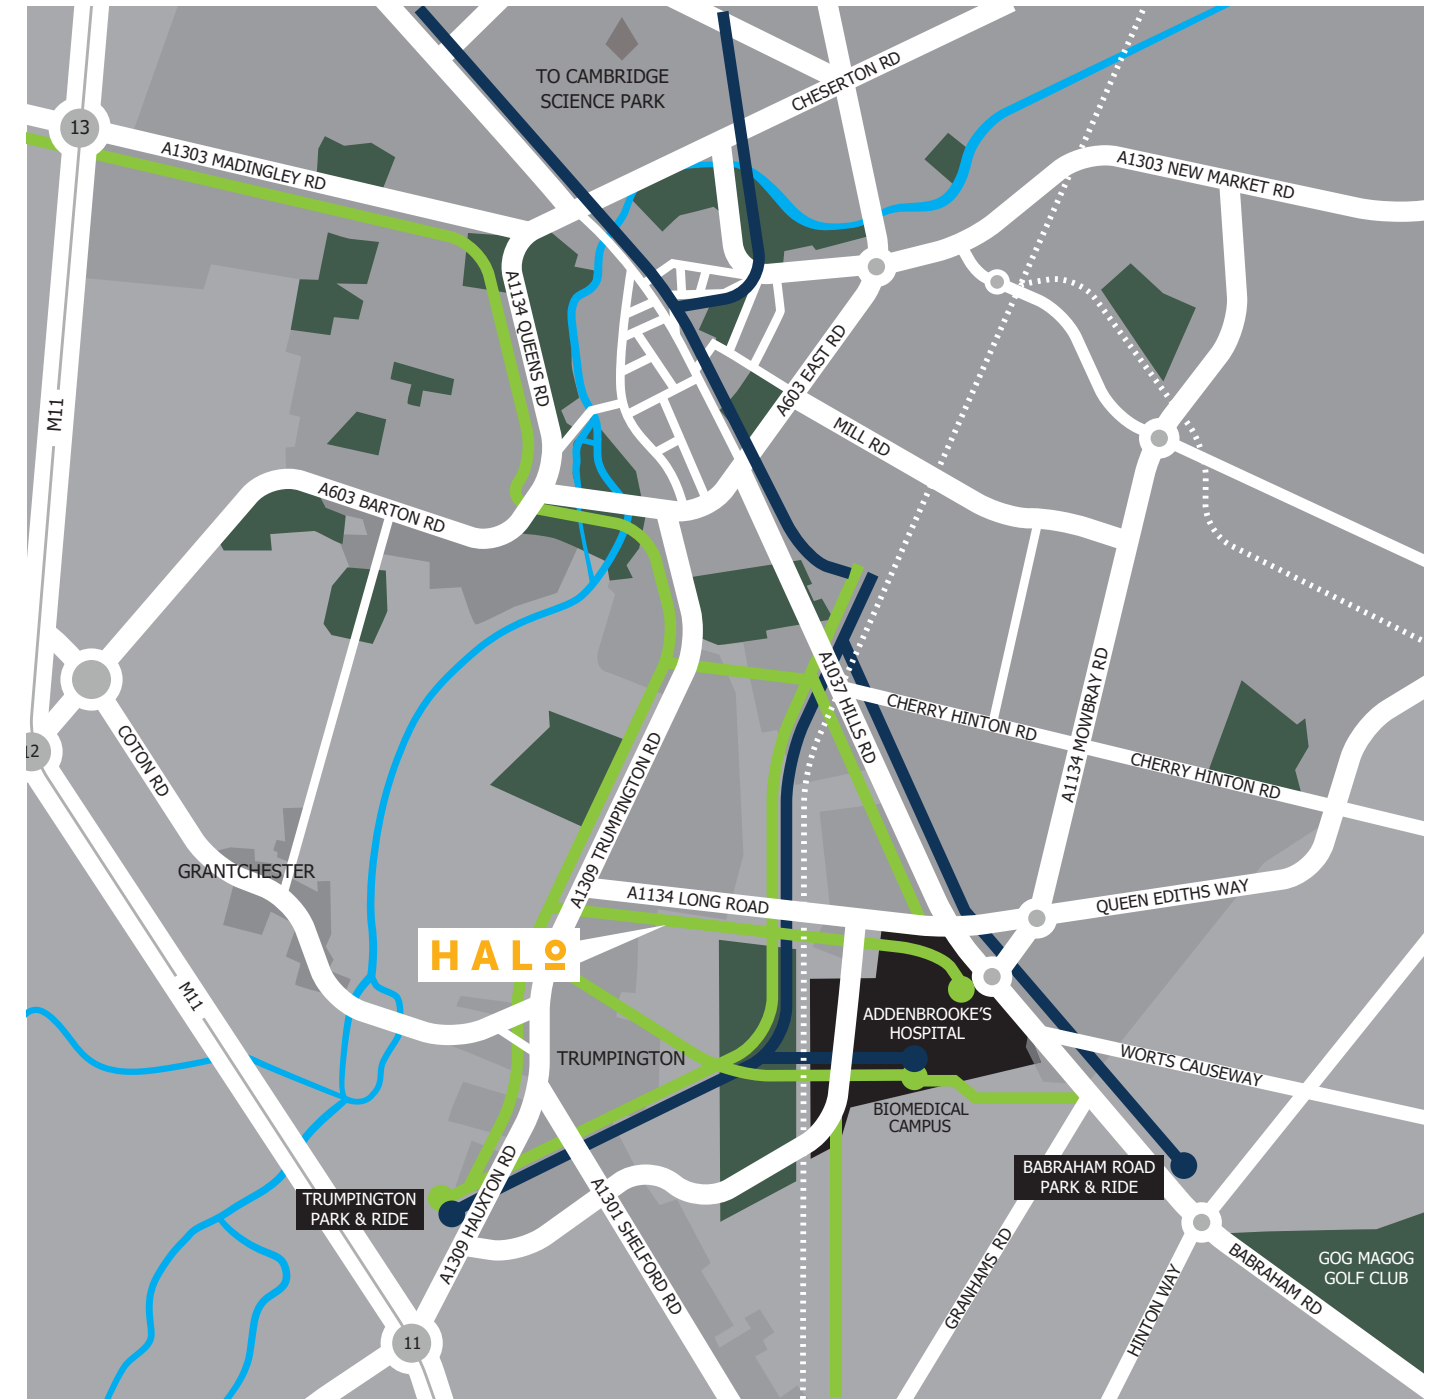 TO CAMBRIDGE
SCIENCE PARK
CHESERTON RD
13
A1303 MADINGLEY RD
A1303 NEW MARKET RD
A1134 QUEENS RD
M11
A603 EAST RD
MILL RD
A603 BARTON RD
A1037 HILLS RD
CHERRY HINTON RD
A1134 MOWBRAY RD
12
COTON RD
CHERRY HINTON RD
A1309 TRUMPINGTON RD
GRANTCHESTER
A1134 LONG ROAD
QUEEN EDITHS WAY
HALO
M11
ADDENBROOKE'S
HOSPITAL
TRUMPINGTON
WORTS CAUSEWAY
BIOMEDICAL
CAMPUS
BABRAHAM ROAD
PARK & RIDE
TRUMPINGTON
PARK & RIDE
A1309 HAUXTON RD
A1301 SHELFORD RD
GRANHAMS RD
HINTON WAY
BABRAHAM RD
GOG MAGOG
GOLF CLUB
11